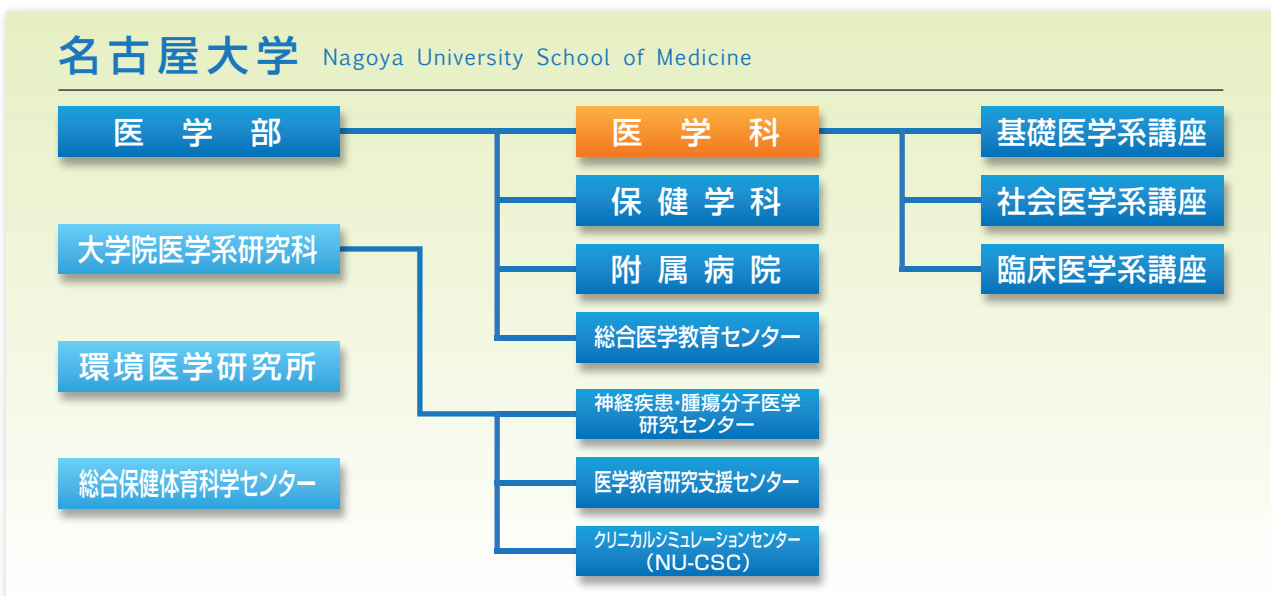 名古屋大学 Nagoya University School of Medicine
医学部
医学科
基礎医学系講座
保健学科
社会医学系講座
大学院医学系研究科
附属病院
臨床医学系講座
総合医学教育センター
環境医学研究所
神経疾患・腫瘍分子医学
研究センター
総合保健体育科学センター
医学教育研究支援センター
クリニカルシミュレーションセンター
（NU-CSC）